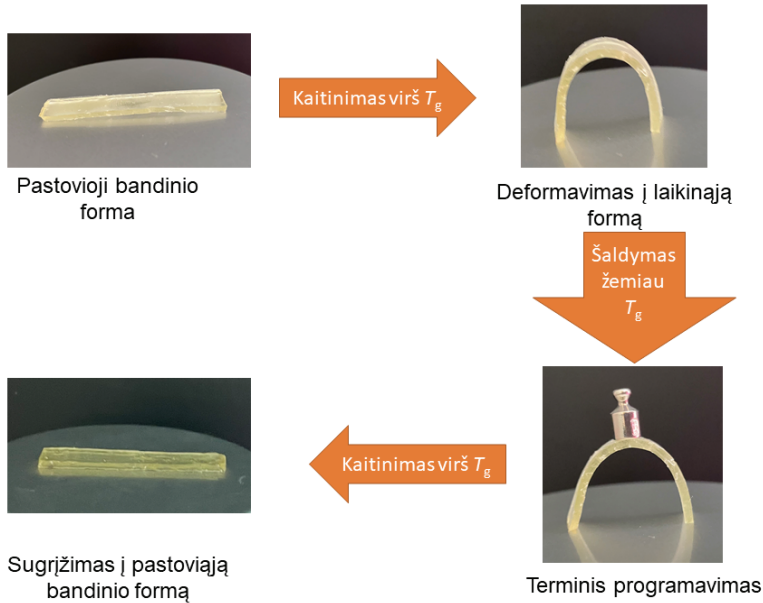 Kaitinimas virš Tg
Pastovioji bandinio
forma
Deformavimas į laikinąją
formą
Šaldymas
žemiau
Tg
Kaitinimas virš Tg
Sugrįžimas į pastoviąją
bandinio formą
Terminis programavimas